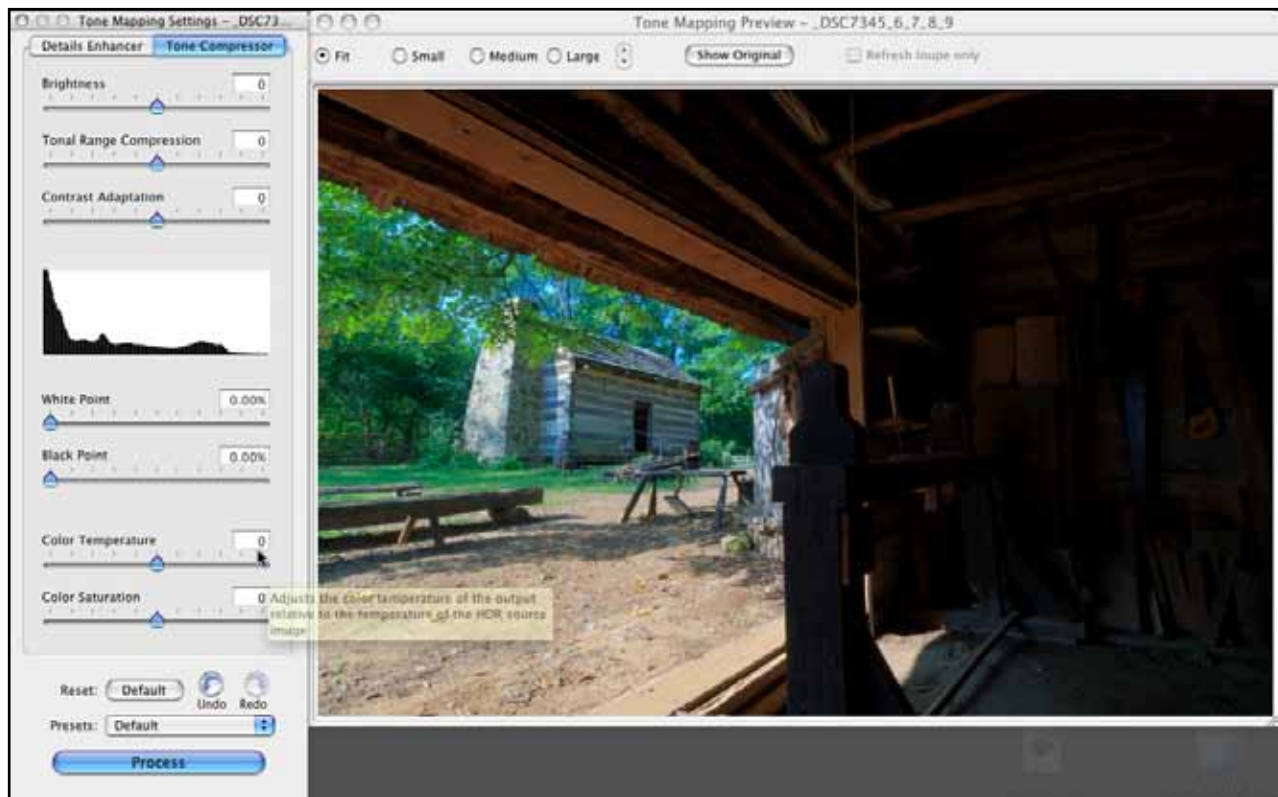 Tone Mapping Settings – _DSC73...
Tone Mapping Preview – _DSC7345_6_7_8_9
Details Enhancer
Tone Compressor
Fit
Small
Medium
Large
Show Original
Refresh loupe only
Brightness
0
Tonal Range Compression
0
Contrast Adaptation
0
White Point
0.00%
Black Point
0.00%
Color Temperature
0
Color Saturation
0
Adjusts the color temperature of the output
relative to the temperature of the HDR source
image
Reset:
Default
Undo
Redo
Presets:
Default
Process